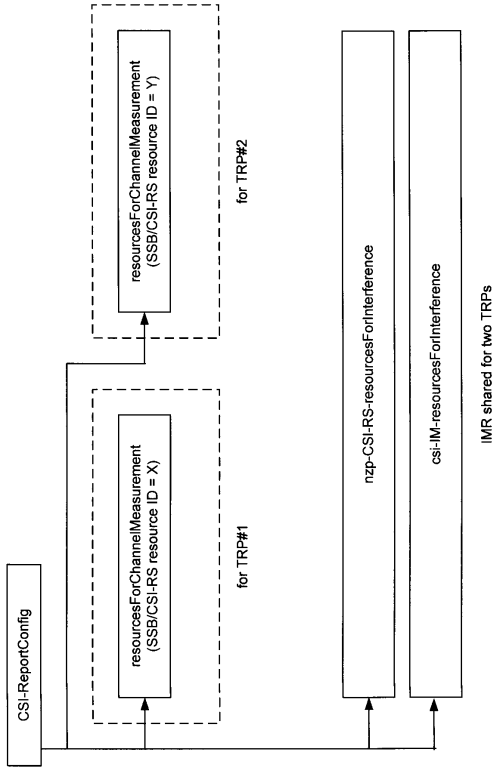 CSI-ReportConfig
resourcesForChannelMeasurement
(SSB/CSI-RS resource ID = X)
for TRP#1
resourcesForChannelMeasurement
(SSB/CSI-RS resource ID = Y)
for TRP#2
nzp-CSI-RS-resourcesForInterference
csi-IM-resourcesForInterference
IMR shared for two TRPs